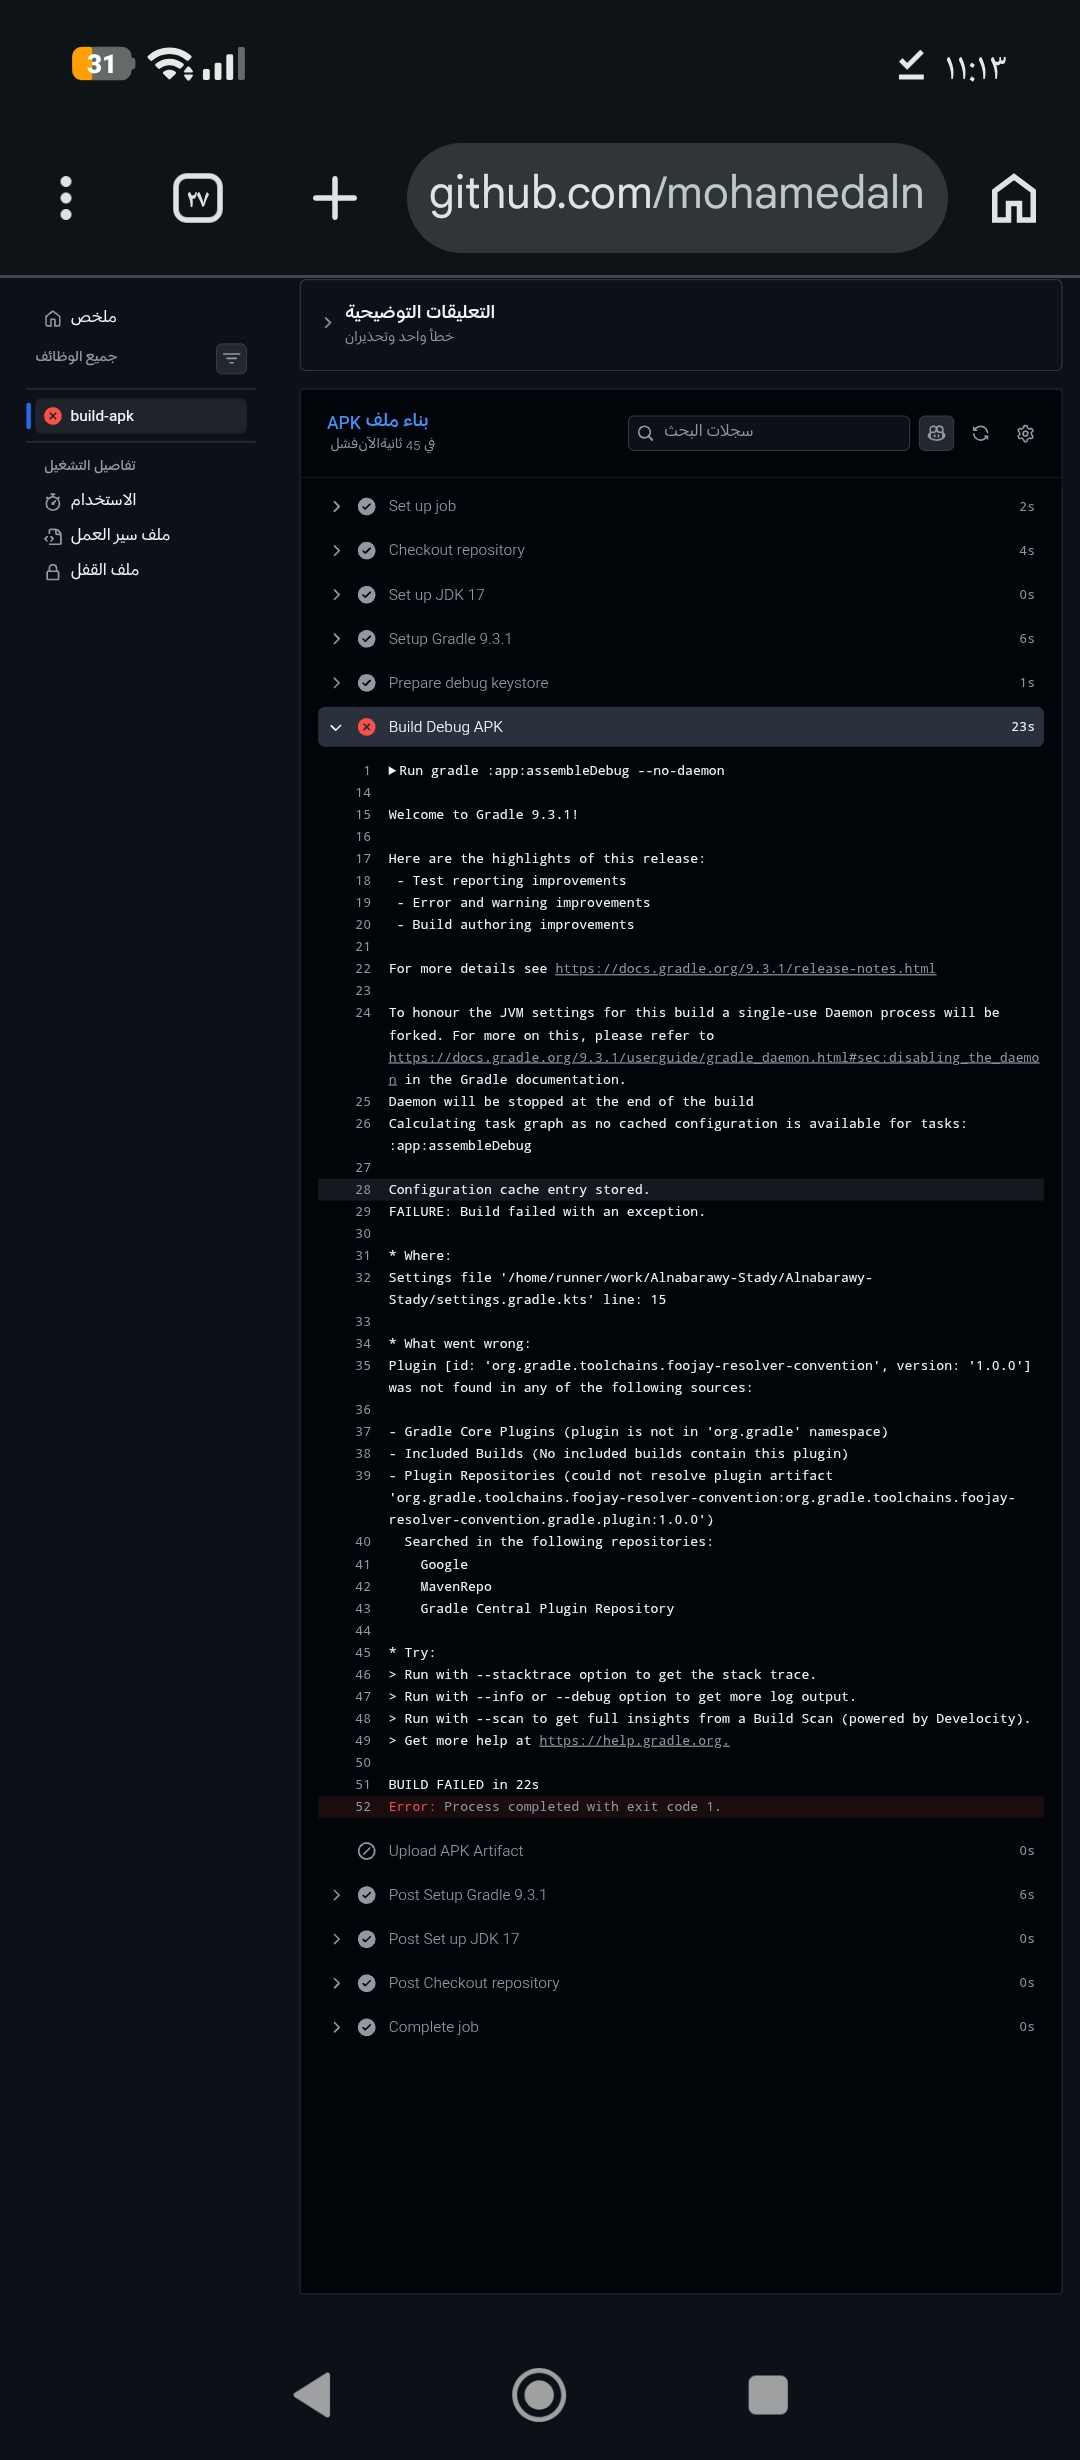 31
١١:١٣
٢٧
github.com/mohamedaln
ملخص
جميع الوظائف
build-apk
تفاصيل التشغيل
الاستخدام
ملف سير العمل
ملف القفل
التعليقات التوضيحية
خطأ واحد وتحذيران
بناء ملف APK
في 45 ثانيةالآن‌فشل
سجلات البحث
Set up job 2s
Checkout repository 4s
Set up JDK 17 0s
Setup Gradle 9.3.1 6s
Prepare debug keystore 1s
Build Debug APK 23s
1 ▶Run gradle :app:assembleDebug --no-daemon
14
15 Welcome to Gradle 9.3.1!
16
17 Here are the highlights of this release:
18 - Test reporting improvements
19 - Error and warning improvements
20 - Build authoring improvements
21
22 For more details see https://docs.gradle.org/9.3.1/release-notes.html
23
24 To honour the JVM settings for this build a single-use Daemon process will be
forked. For more on this, please refer to
https://docs.gradle.org/9.3.1/userguide/gradle_daemon.html#sec:disabling_the_daemo
n in the Gradle documentation.
25 Daemon will be stopped at the end of the build
26 Calculating task graph as no cached configuration is available for tasks:
:app:assembleDebug
27
28 Configuration cache entry stored.
29 FAILURE: Build failed with an exception.
30
31 * Where:
32 Settings file '/home/runner/work/Alnabarawy-Stady/Alnabarawy-
Stady/settings.gradle.kts' line: 15
33
34 * What went wrong:
35 Plugin [id: 'org.gradle.toolchains.foojay-resolver-convention', version: '1.0.0']
was not found in any of the following sources:
36
37 - Gradle Core Plugins (plugin is not in 'org.gradle' namespace)
38 - Included Builds (No included builds contain this plugin)
39 - Plugin Repositories (could not resolve plugin artifact
'org.gradle.toolchains.foojay-resolver-convention:org.gradle.toolchains.foojay-
resolver-convention.gradle.plugin:1.0.0')
40 Searched in the following repositories:
41 Google
42 MavenRepo
43 Gradle Central Plugin Repository
44
45 * Try:
46 > Run with --stacktrace option to get the stack trace.
47 > Run with --info or --debug option to get more log output.
48 > Run with --scan to get full insights from a Build Scan (powered by Develocity).
49 > Get more help at https://help.gradle.org.
50
51 BUILD FAILED in 22s
52 Error: Process completed with exit code 1.
Upload APK Artifact 0s
Post Setup Gradle 9.3.1 6s
Post Set up JDK 17 0s
Post Checkout repository 0s
Complete job 0s